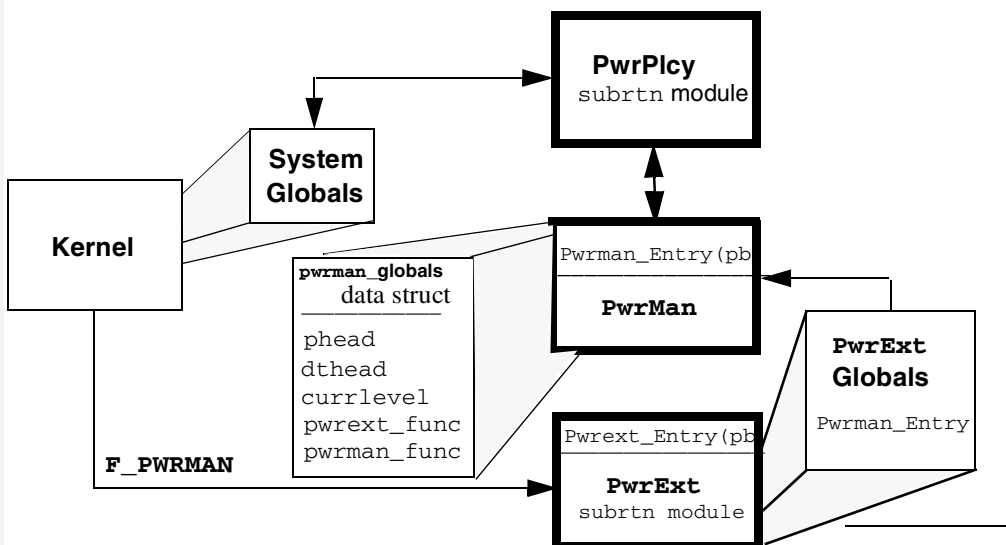 PwrPlcy
subrtn module
System
Globals
Kernel
Pwrman_Entry(pb
PwrMan
pwrman_globals
data struct
phead
dthead
currlevel
pwrext_func
pwrman_func
PwrExt
Globals
Pwrman_Entry
F_PWRMAN
Pwrext_Entry(pb
PwrExt
subrtn module